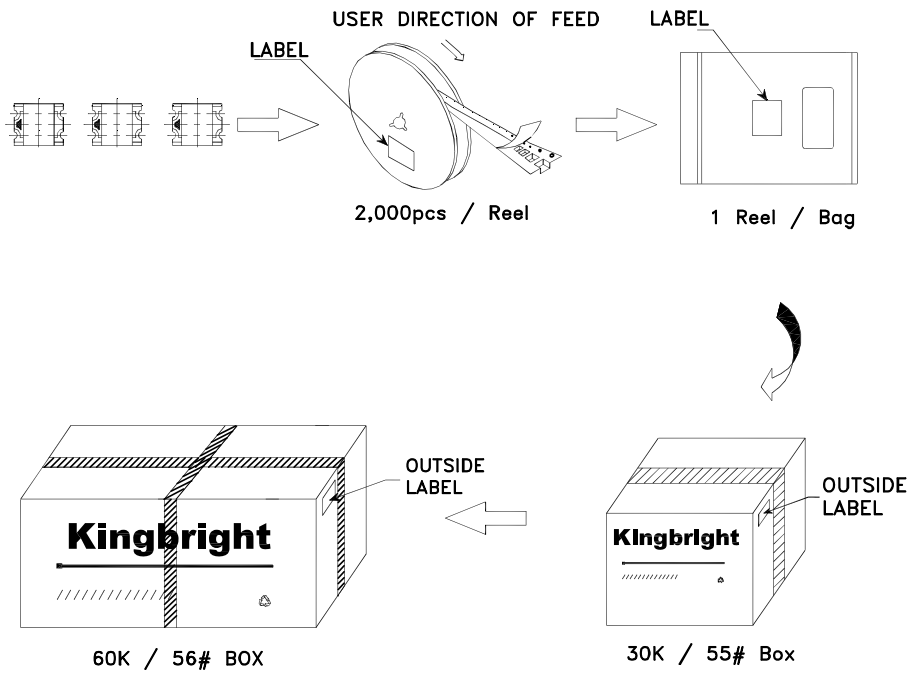 USER DIRECTION OF FEED
LABEL
LABEL
2,000pcs / Reel
1 Reel / Bag
OUTSIDE
LABEL
OUTSIDE
LABEL
Kingbright
KIngbrIght
60K / 56# BOX
30K / 55# Box